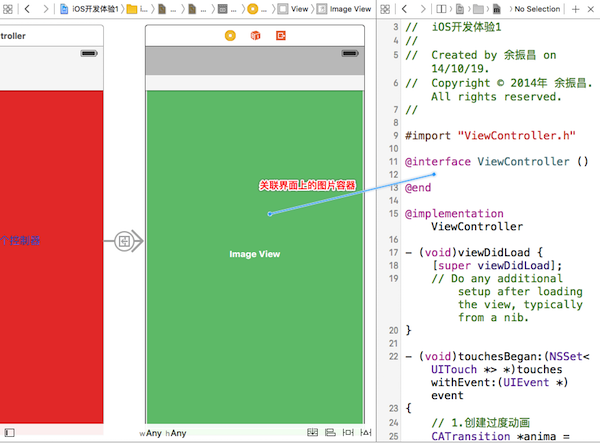 iOS开发体验1
i...
...
...
...
View
Image View
No Selection
ntroller
个控制器
关联界面上的图片容器
Image View
wAny hAny
3 // iOS开发体验1
4 //
5 // Created by 余振昌 on
14/10/19.
6 // Copyright © 2014年 余振昌.
All rights reserved.
7 //
8
9 #import "ViewController.h"
10
11 @interface ViewController ()
12
13 @end
14
15 @implementation
ViewController
16
17 - (void)viewDidLoad {
18 [super viewDidLoad];
19 // Do any additional
setup after loading
the view, typically
from a nib.
20 }
21
22 - (void)touchesBegan:(NSSet<
UITouch *> *)touches
withEvent:(UIEvent *)
event
23 {
24 // 1.创建过度动画
25 CATransition *anima =